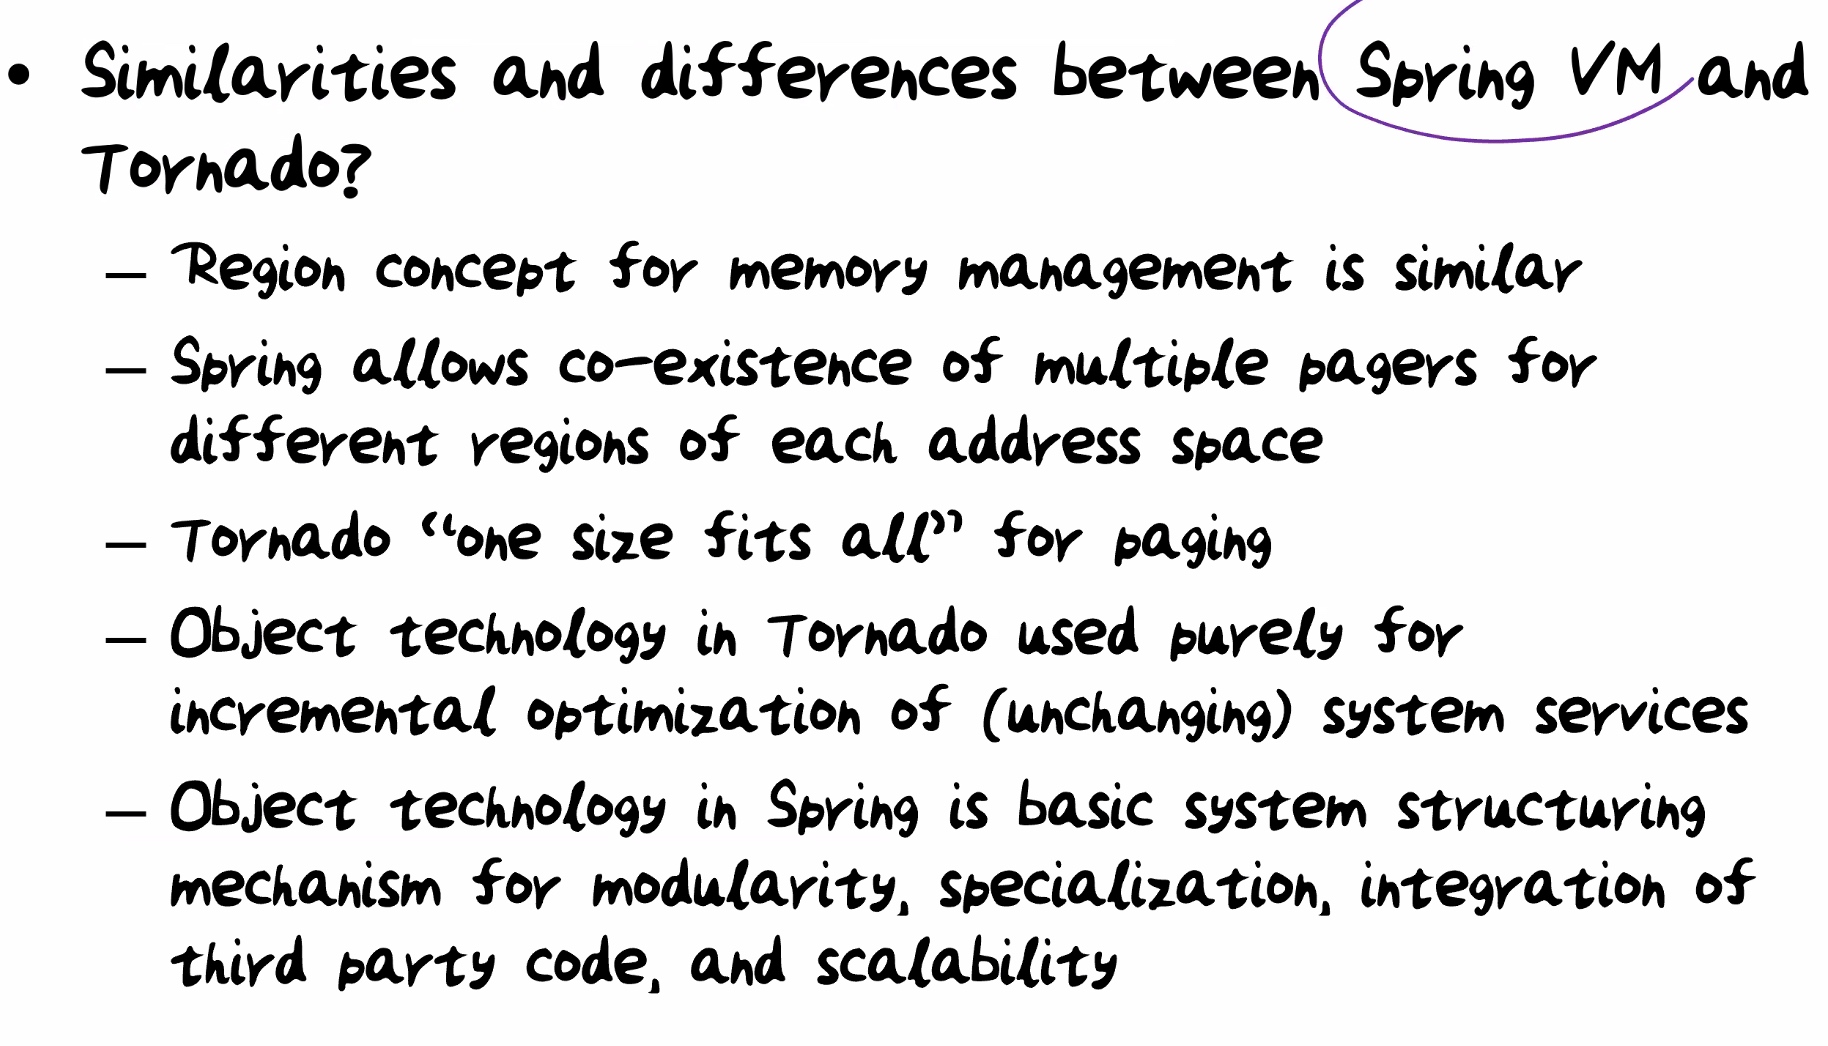 • Similarities and differences between Spring VM and
Tornado?
– Region concept for memory management is similar
– Spring allows co-existence of multiple pagers for
different regions of each address space
– Tornado “one size fits all” for paging
– Object technology in Tornado used purely for
incremental optimization of (unchanging) system services
– Object technology in Spring is basic system structuring
mechanism for modularity, specialization, integration of
third party code, and scalability